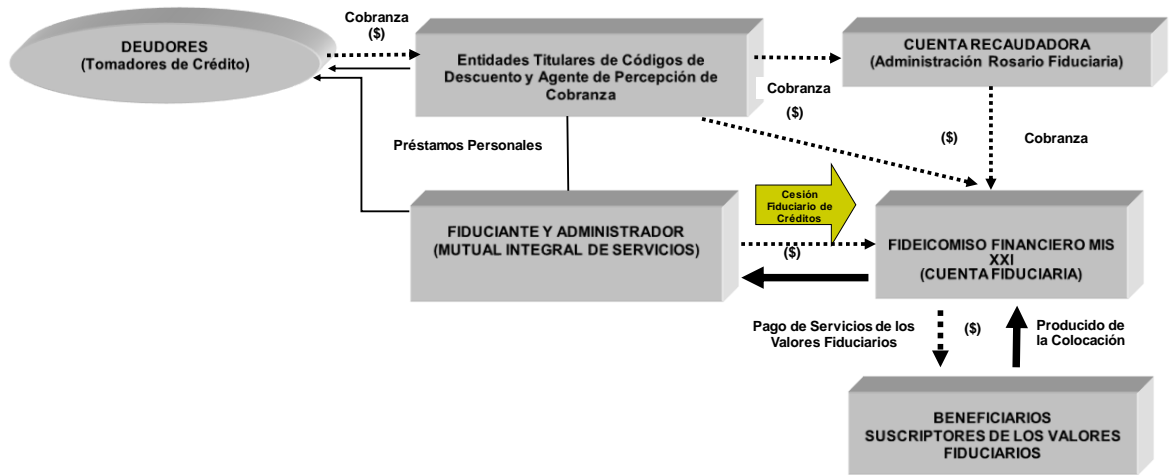 Cobranza
($)
DEUDORES
(Tomadores de Crédito)
Entidades Titulares de Códigos de
Descuento y Agente de Percepción de
Cobranza
CUENTA RECAUDADORA
(Administración Rosario Fiduciaria)
Cobranza
($)
($)
Cobranza
Préstamos Personales
Cesión
Fiduciario de
Créditos
FIDUCIANTE Y ADMINISTRADOR
(MUTUAL INTEGRAL DE SERVICIOS)
($)
FIDEICOMISO FINANCIERO MIS
XXI
(CUENTA FIDUCIARIA)
Pago de Servicios de los
Valores Fiduciarios
($)
Producido de
la Colocación
BENEFICIARIOS
SUSCRIPTORES DE LOS VALORES
FIDUCIARIOS